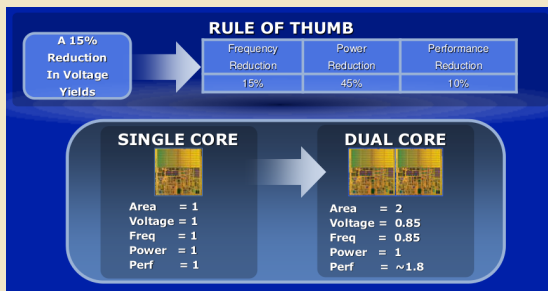 RULE OF THUMB
A 15%
Reduction
In Voltage
Yields
Frequency Reduction
Power Reduction
Performance Reduction
15%
45%
10%
SINGLE CORE
Area = 1
Voltage = 1
Freq = 1
Power = 1
Perf = 1
DUAL CORE
Area = 2
Voltage = 0.85
Freq = 0.85
Power = 1
Perf = ~1.8